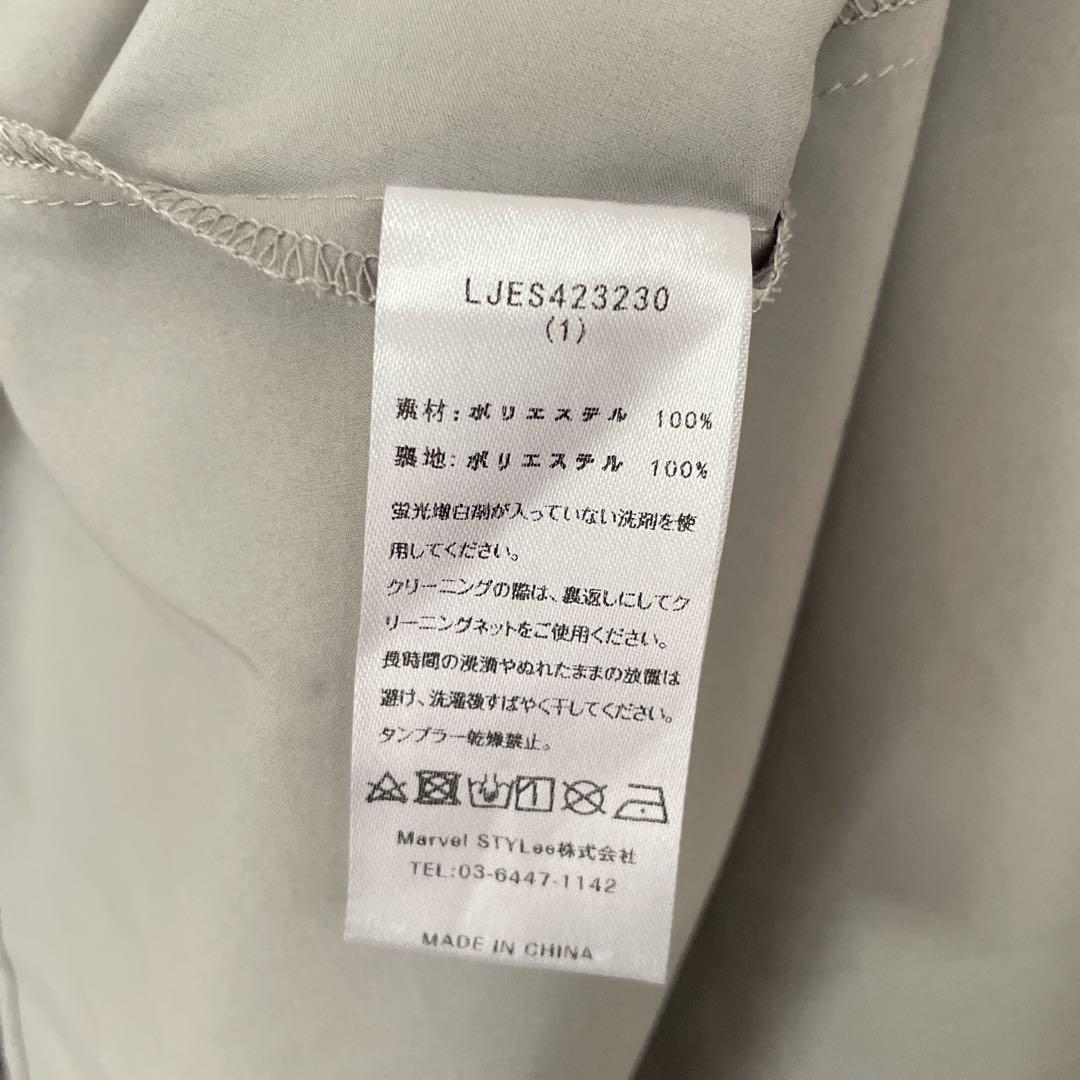 LJES423230
(1)
素材：ポリエステル 100%
裏地：ポリエステル 100%
蛍光増白剤が入っていない洗剤を使
用してください。
クリーニングの際は、裏返しにしてク
リーニングネットをご使用ください。
長時間の浸漬やぬれたままの放置は
避け、洗濯後すばやく干してください。
タンブラー乾燥禁止。
Marvel STYLee株式会社
TEL:03-6447-1142
MADE IN CHINA